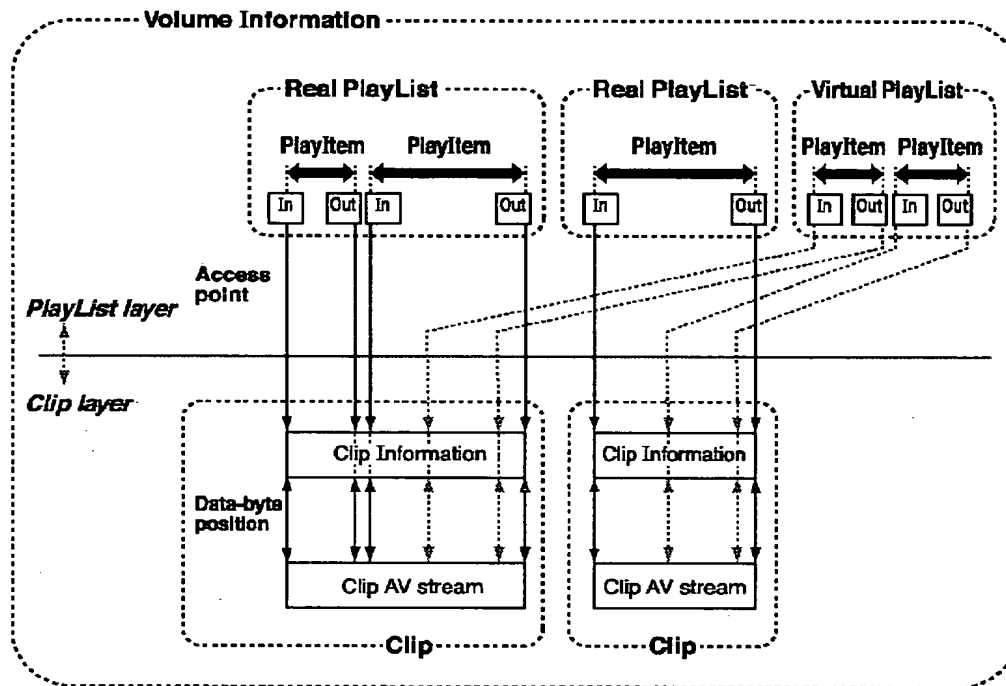 Volume Information
Real PlayList
Real PlayList
Virtual PlayList
PlayItem
PlayItem
PlayItem
PlayItem
PlayItem
In
Out
In
Out
In
Out
In
Out
In
Out
Access
point
PlayList layer
Clip layer
Clip Information
Clip Information
Data-byte
position
Clip AV stream
Clip AV stream
Clip
Clip